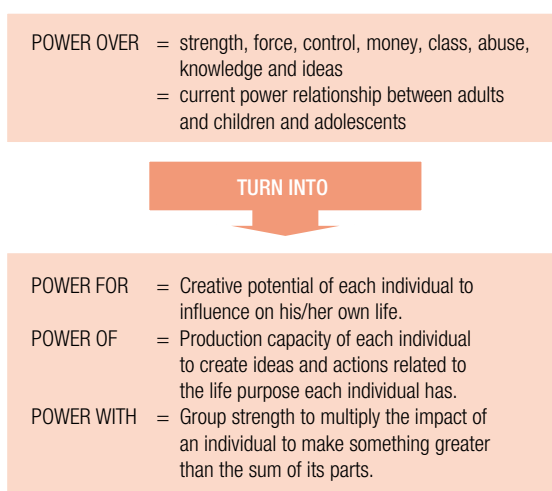 POWER OVER = strength, force, control, money, class, abuse,
knowledge and ideas
= current power relationship between adults
and children and adolescents
TURN INTO
POWER FOR = Creative potential of each individual to
influence on his/her own life.
POWER OF = Production capacity of each individual
to create ideas and actions related to
the life purpose each individual has.
POWER WITH = Group strength to multiply the impact of
an individual to make something greater
than the sum of its parts.